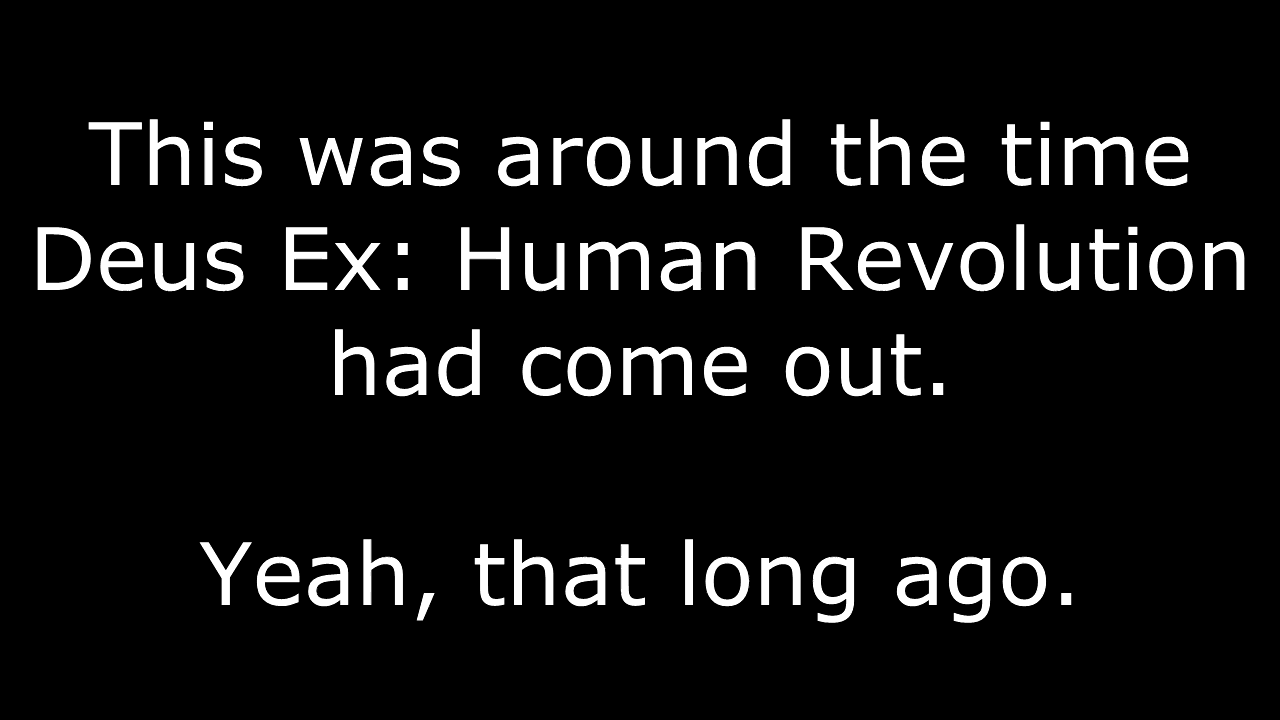 This was around the time
Deus Ex: Human Revolution
had come out.
Yeah, that long ago.